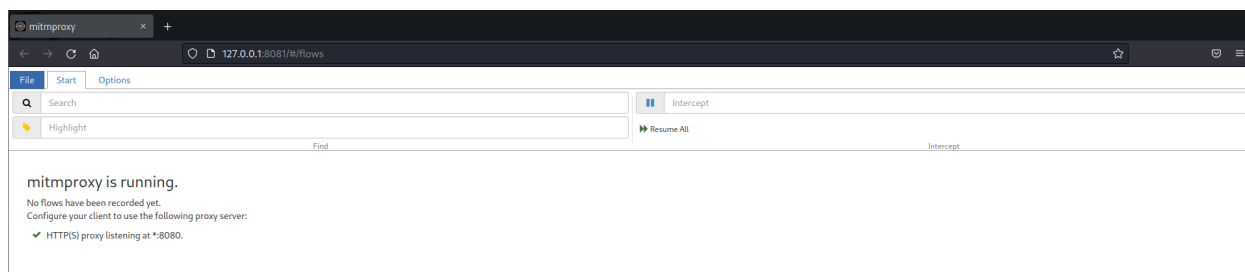 mitmproxy × +
127.0.0.1:8081/#/flows
File Start Options
Search
Intercept
Highlight
Resume All
Find
Intercept
mitmproxy is running.
No flows have been recorded yet.
Configure your client to use the following proxy server:
HTTP(S) proxy listening at *:8080.